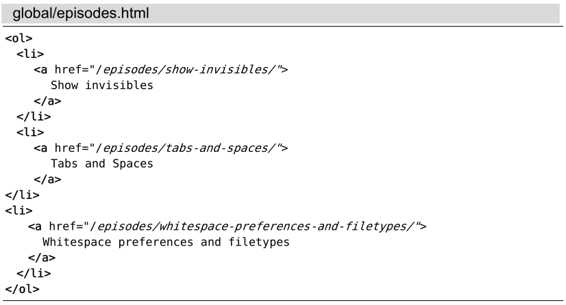 global/episodes.html
<ol>
  <li>
    <a href="/episodes/show-invisibles/">
      Show invisibles
    </a>
  </li>
  <li>
    <a href="/episodes/tabs-and-spaces/">
      Tabs and Spaces
    </a>
</li>
<li>
   <a href="/episodes/whitespace-preferences-and-filetypes/">
     Whitespace preferences and filetypes
   </a>
  </li>
</ol>